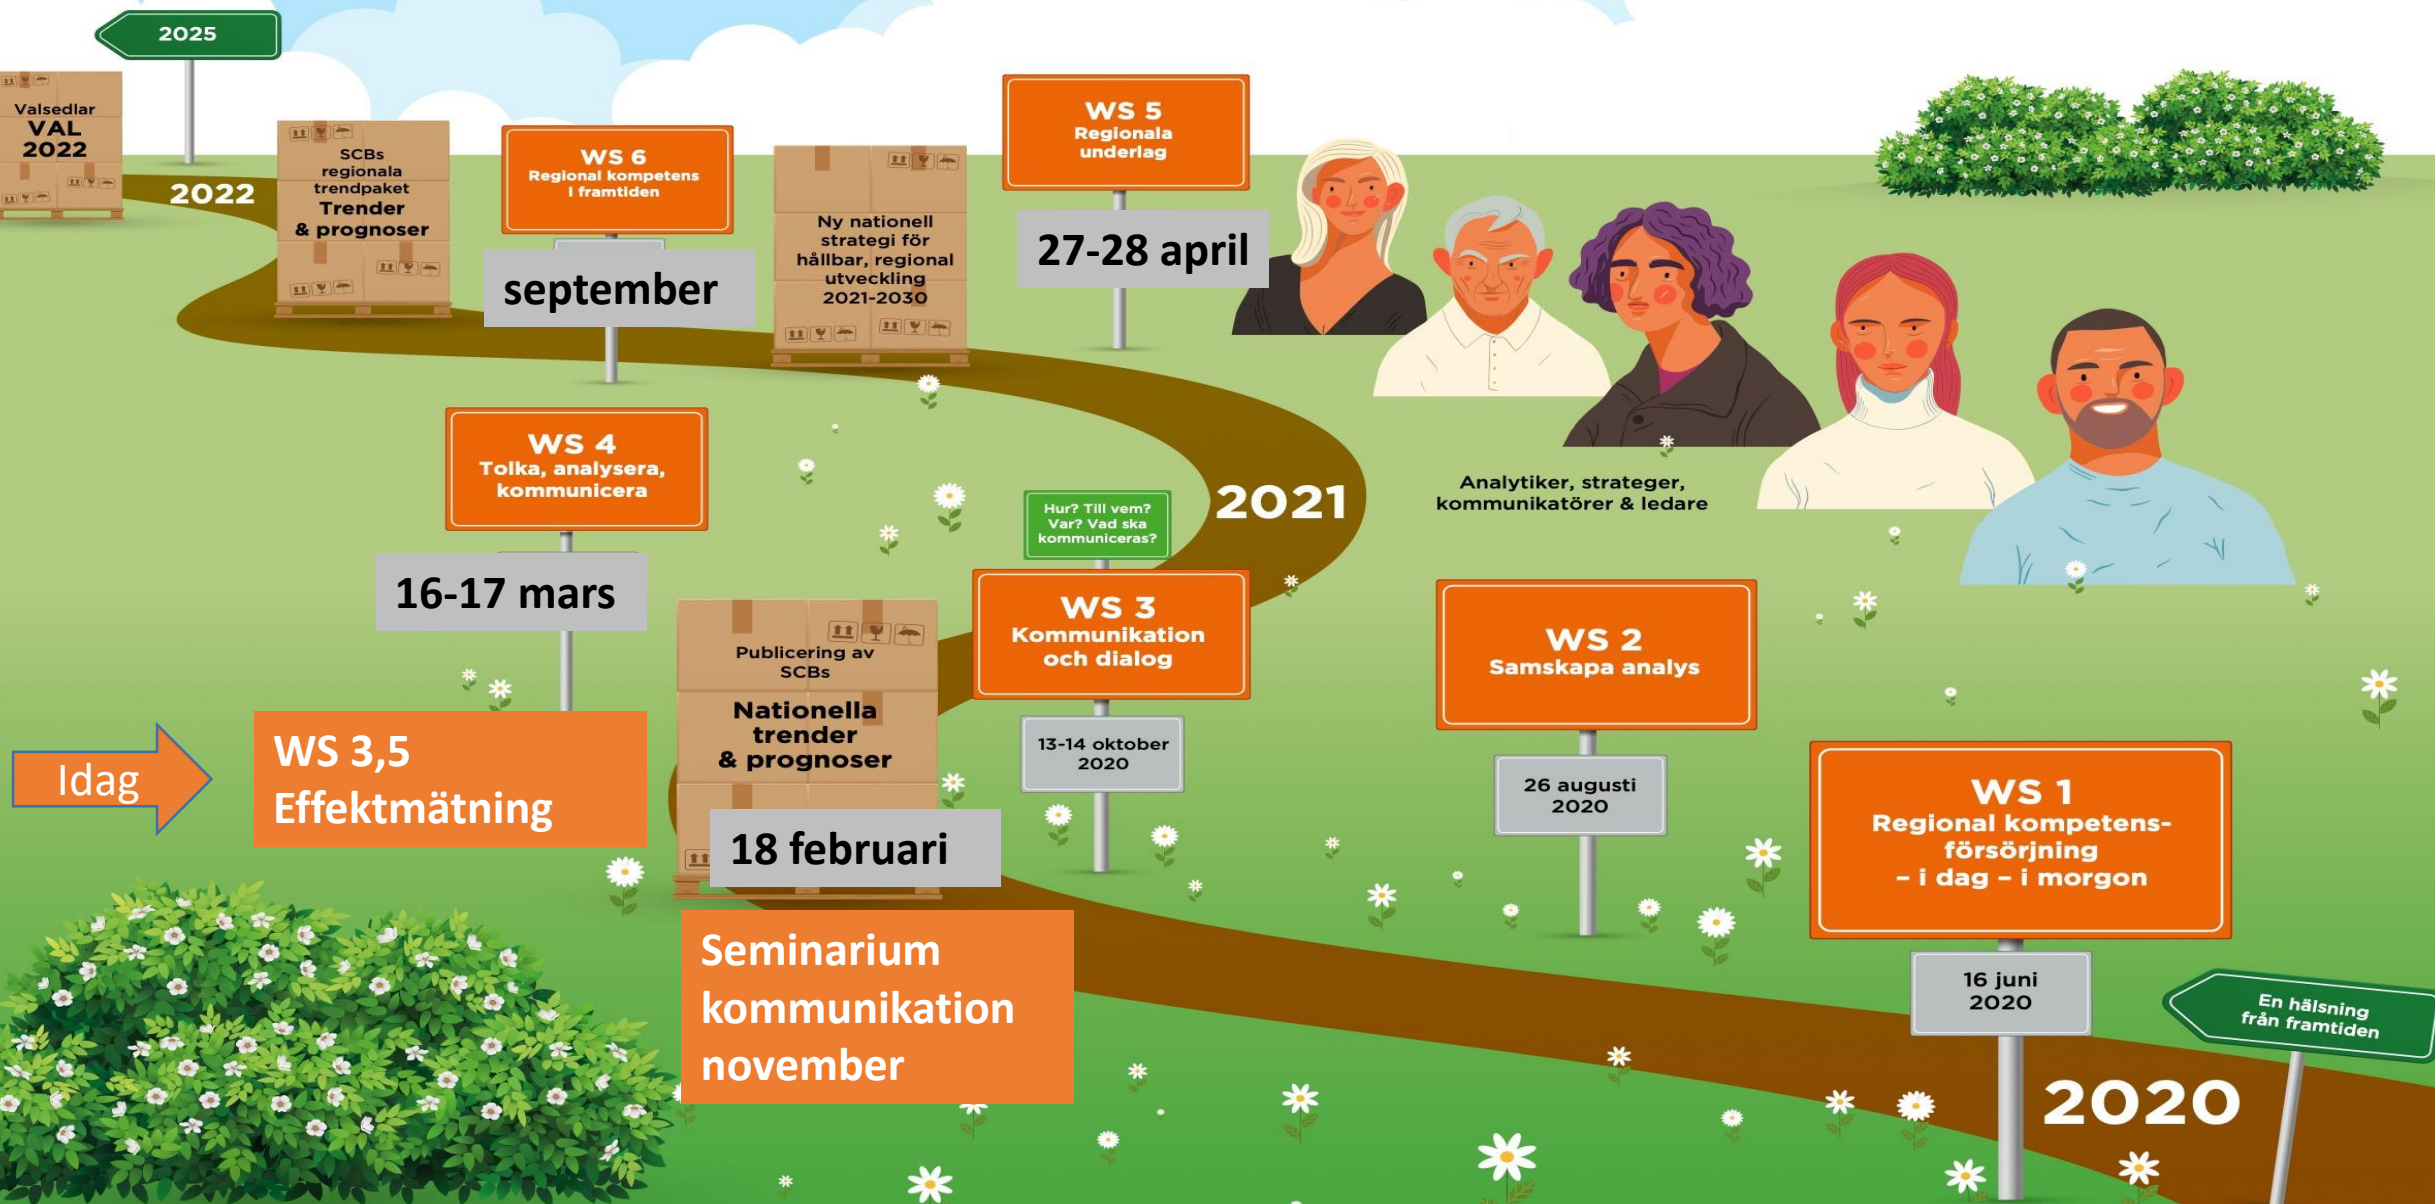 2025
Valsedlar
VAL
2022
2022
SCBs
regionala
trendpaket
Trender
& prognoser
WS 6
Regional kompetens
I framtiden
september
Ny nationell
strategi för
hållbar, regional
utveckling
2021-2030
WS 5
Regionala
underlag
27-28 april
WS 4
Tolka, analysera,
kommunicera
16-17 mars
Hur? Till vem?
Var? Vad ska
kommuniceras?
2021
Analytiker, strateger,
kommunikatörer & ledare
WS 3
Kommunikation
och dialog
13-14 oktober
2020
WS 2
Samskapa analys
26 augusti
2020
Publicering av
SCBs
Nationella
trender
& prognoser
18 februari
Idag
WS 3,5
Effektmätning
Seminarium
kommunikation
november
WS 1
Regional kompetens-
försörjning
– i dag – i morgon
16 juni
2020
En hälsning
från framtiden
2020